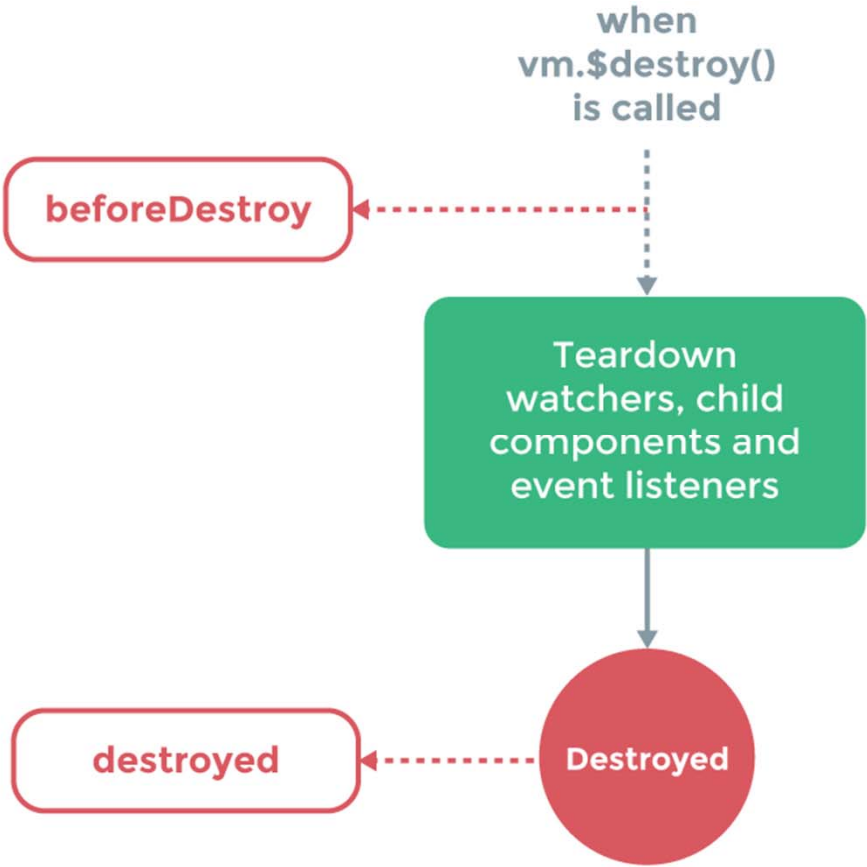 when
vm.$destroy()
is called
beforeDestroy
Teardown
watchers, child
components and
event listeners
destroyed
Destroyed